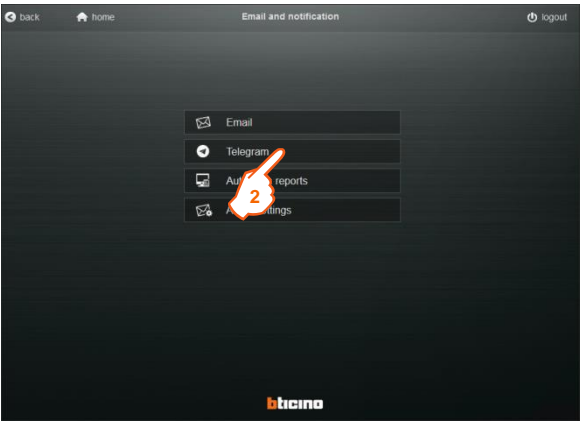 back home Email and notification logout
Email
Telegram
reports
2
bticino